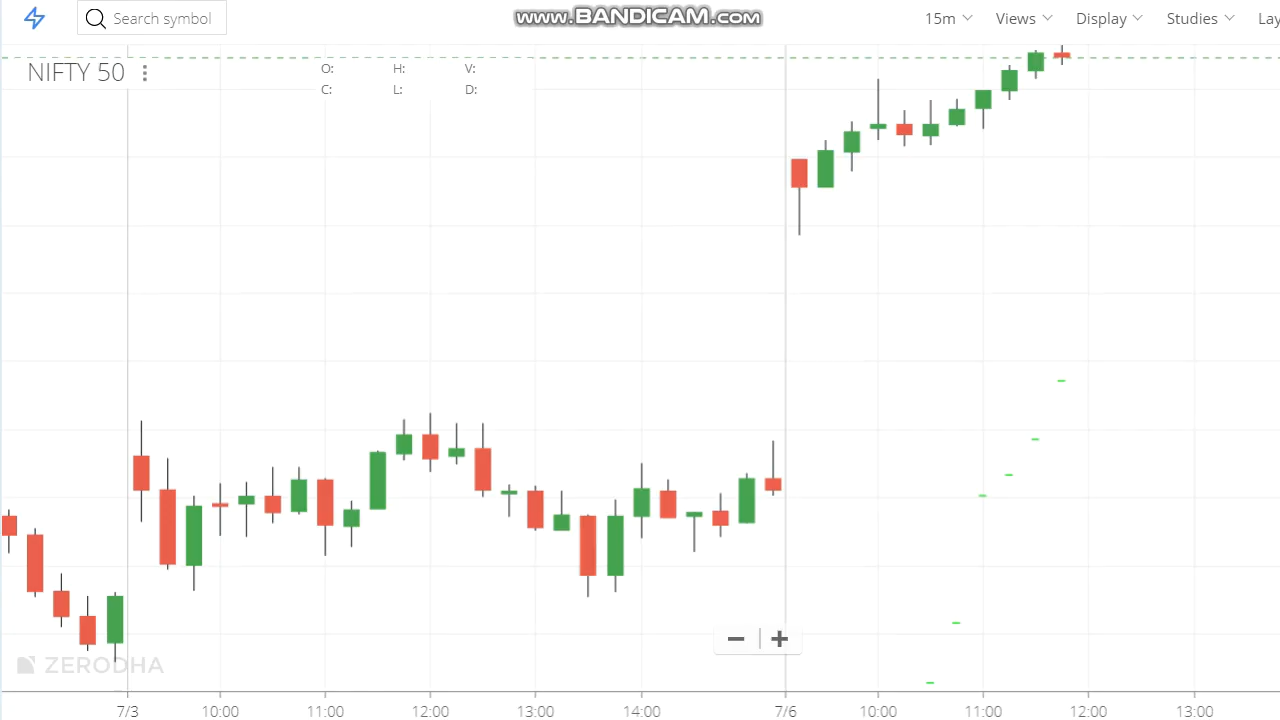 Search symbol
www.BANDICAM.com
15m
Views
Display
Studies
Lay
NIFTY 50
O:
H:
V:
C:
L:
D:
ZERODHA
7/3
10:00
11:00
12:00
13:00
14:00
7/6
10:00
11:00
12:00
13:00